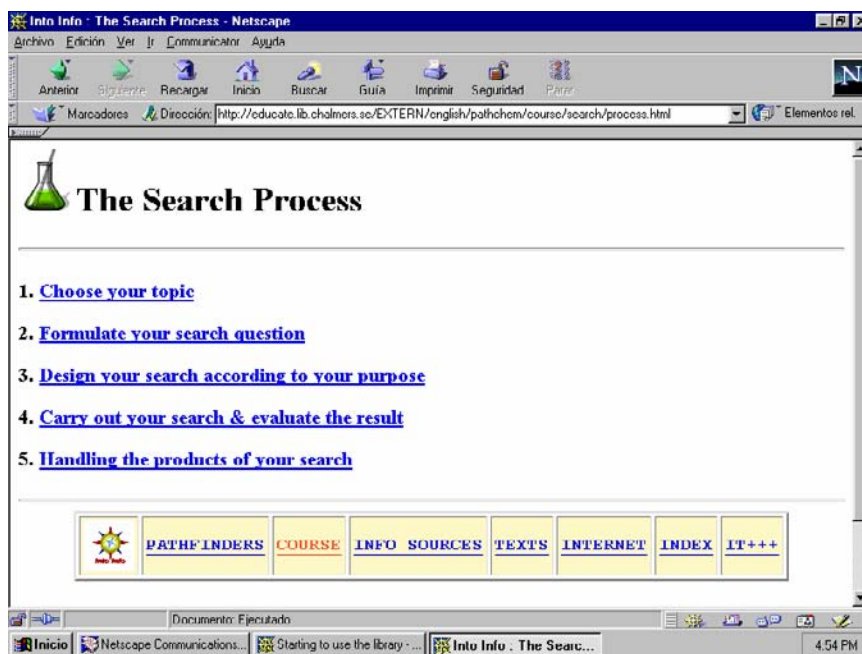 Into Info : The Search Process - Netscape
Archivo Edición Ver Ir Communicator Ayuda
Anterior Siguiente Recargar Inicio Buscar Guía Imprimir Seguridad Parar
N
Marcadores Dirección: http://educate.lib.chalmers.se/EXTERN/english/pathchem/course/search/process.html Elementos rel.
The Search Process
1. Choose your topic
2. Formulate your search question
3. Design your search according to your purpose
4. Carry out your search & evaluate the result
5. Handling the products of your search
Into Info PATHFINDERS COURSE INFO SOURCES TEXTS INTERNET INDEX IT+++
Documento: Ejecutado
Inicio Netscape Communications... Starting to use the library - ... Into Info : The Searc... 4:54 PM